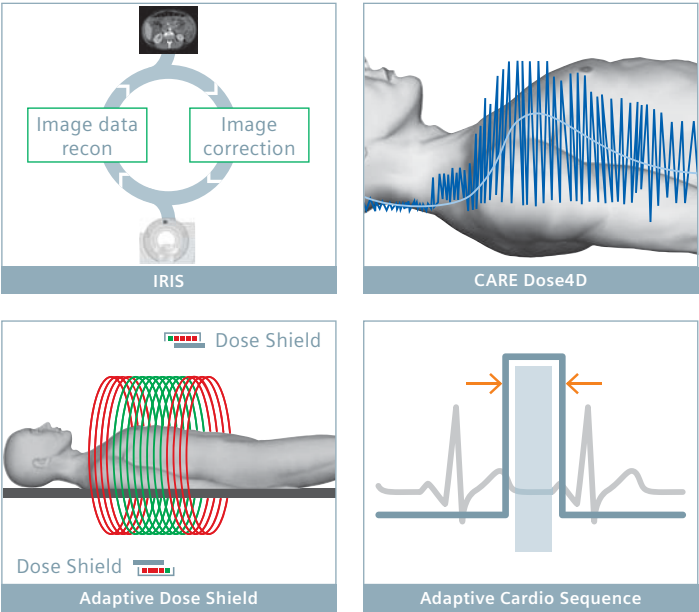 Image data
recon
Image
correction
IRIS
CARE Dose4D
Dose Shield
Dose Shield
Adaptive Dose Shield
Adaptive Cardio Sequence